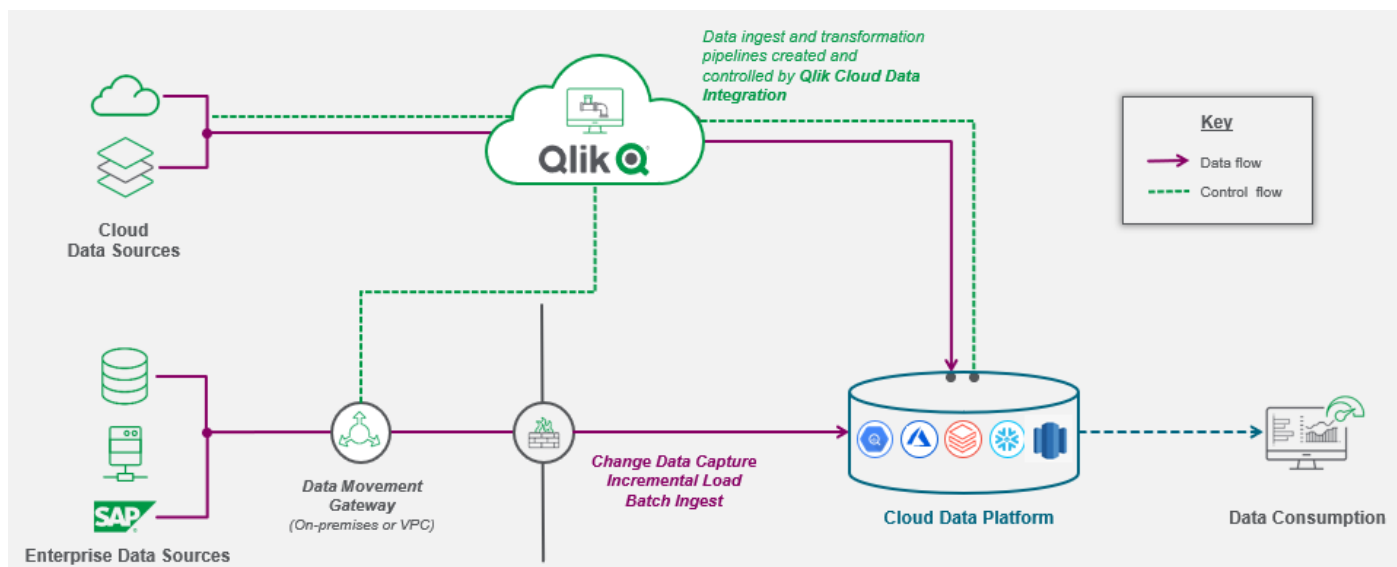 Data ingest and transformation
pipelines created and
controlled by Qlik Cloud Data
Integration
Qlik
Key
Data flow
Control flow
Cloud
Data Sources
SAP
Enterprise Data Sources
Data Movement
Gateway
(On-premises or VPC)
Change Data Capture
Incremental Load
Batch Ingest
Cloud Data Platform
Data Consumption